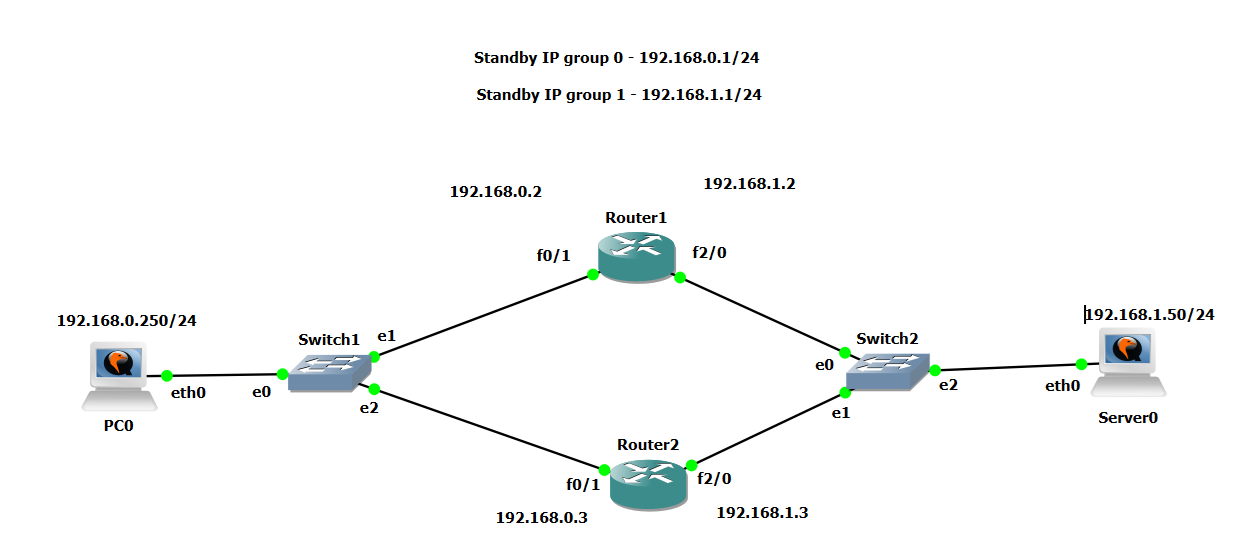 Standby IP group 0 - 192.168.0.1/24
Standby IP group 1 - 192.168.1.1/24
192.168.0.2
192.168.1.2
Router1
f0/1
f2/0
192.168.0.250/24
192.168.1.50/24
Switch1
e1
Switch2
e0
eth0
e0
e2
e1
e2
eth0
PC0
Server0
Router2
f0/1
f2/0
192.168.0.3
192.168.1.3